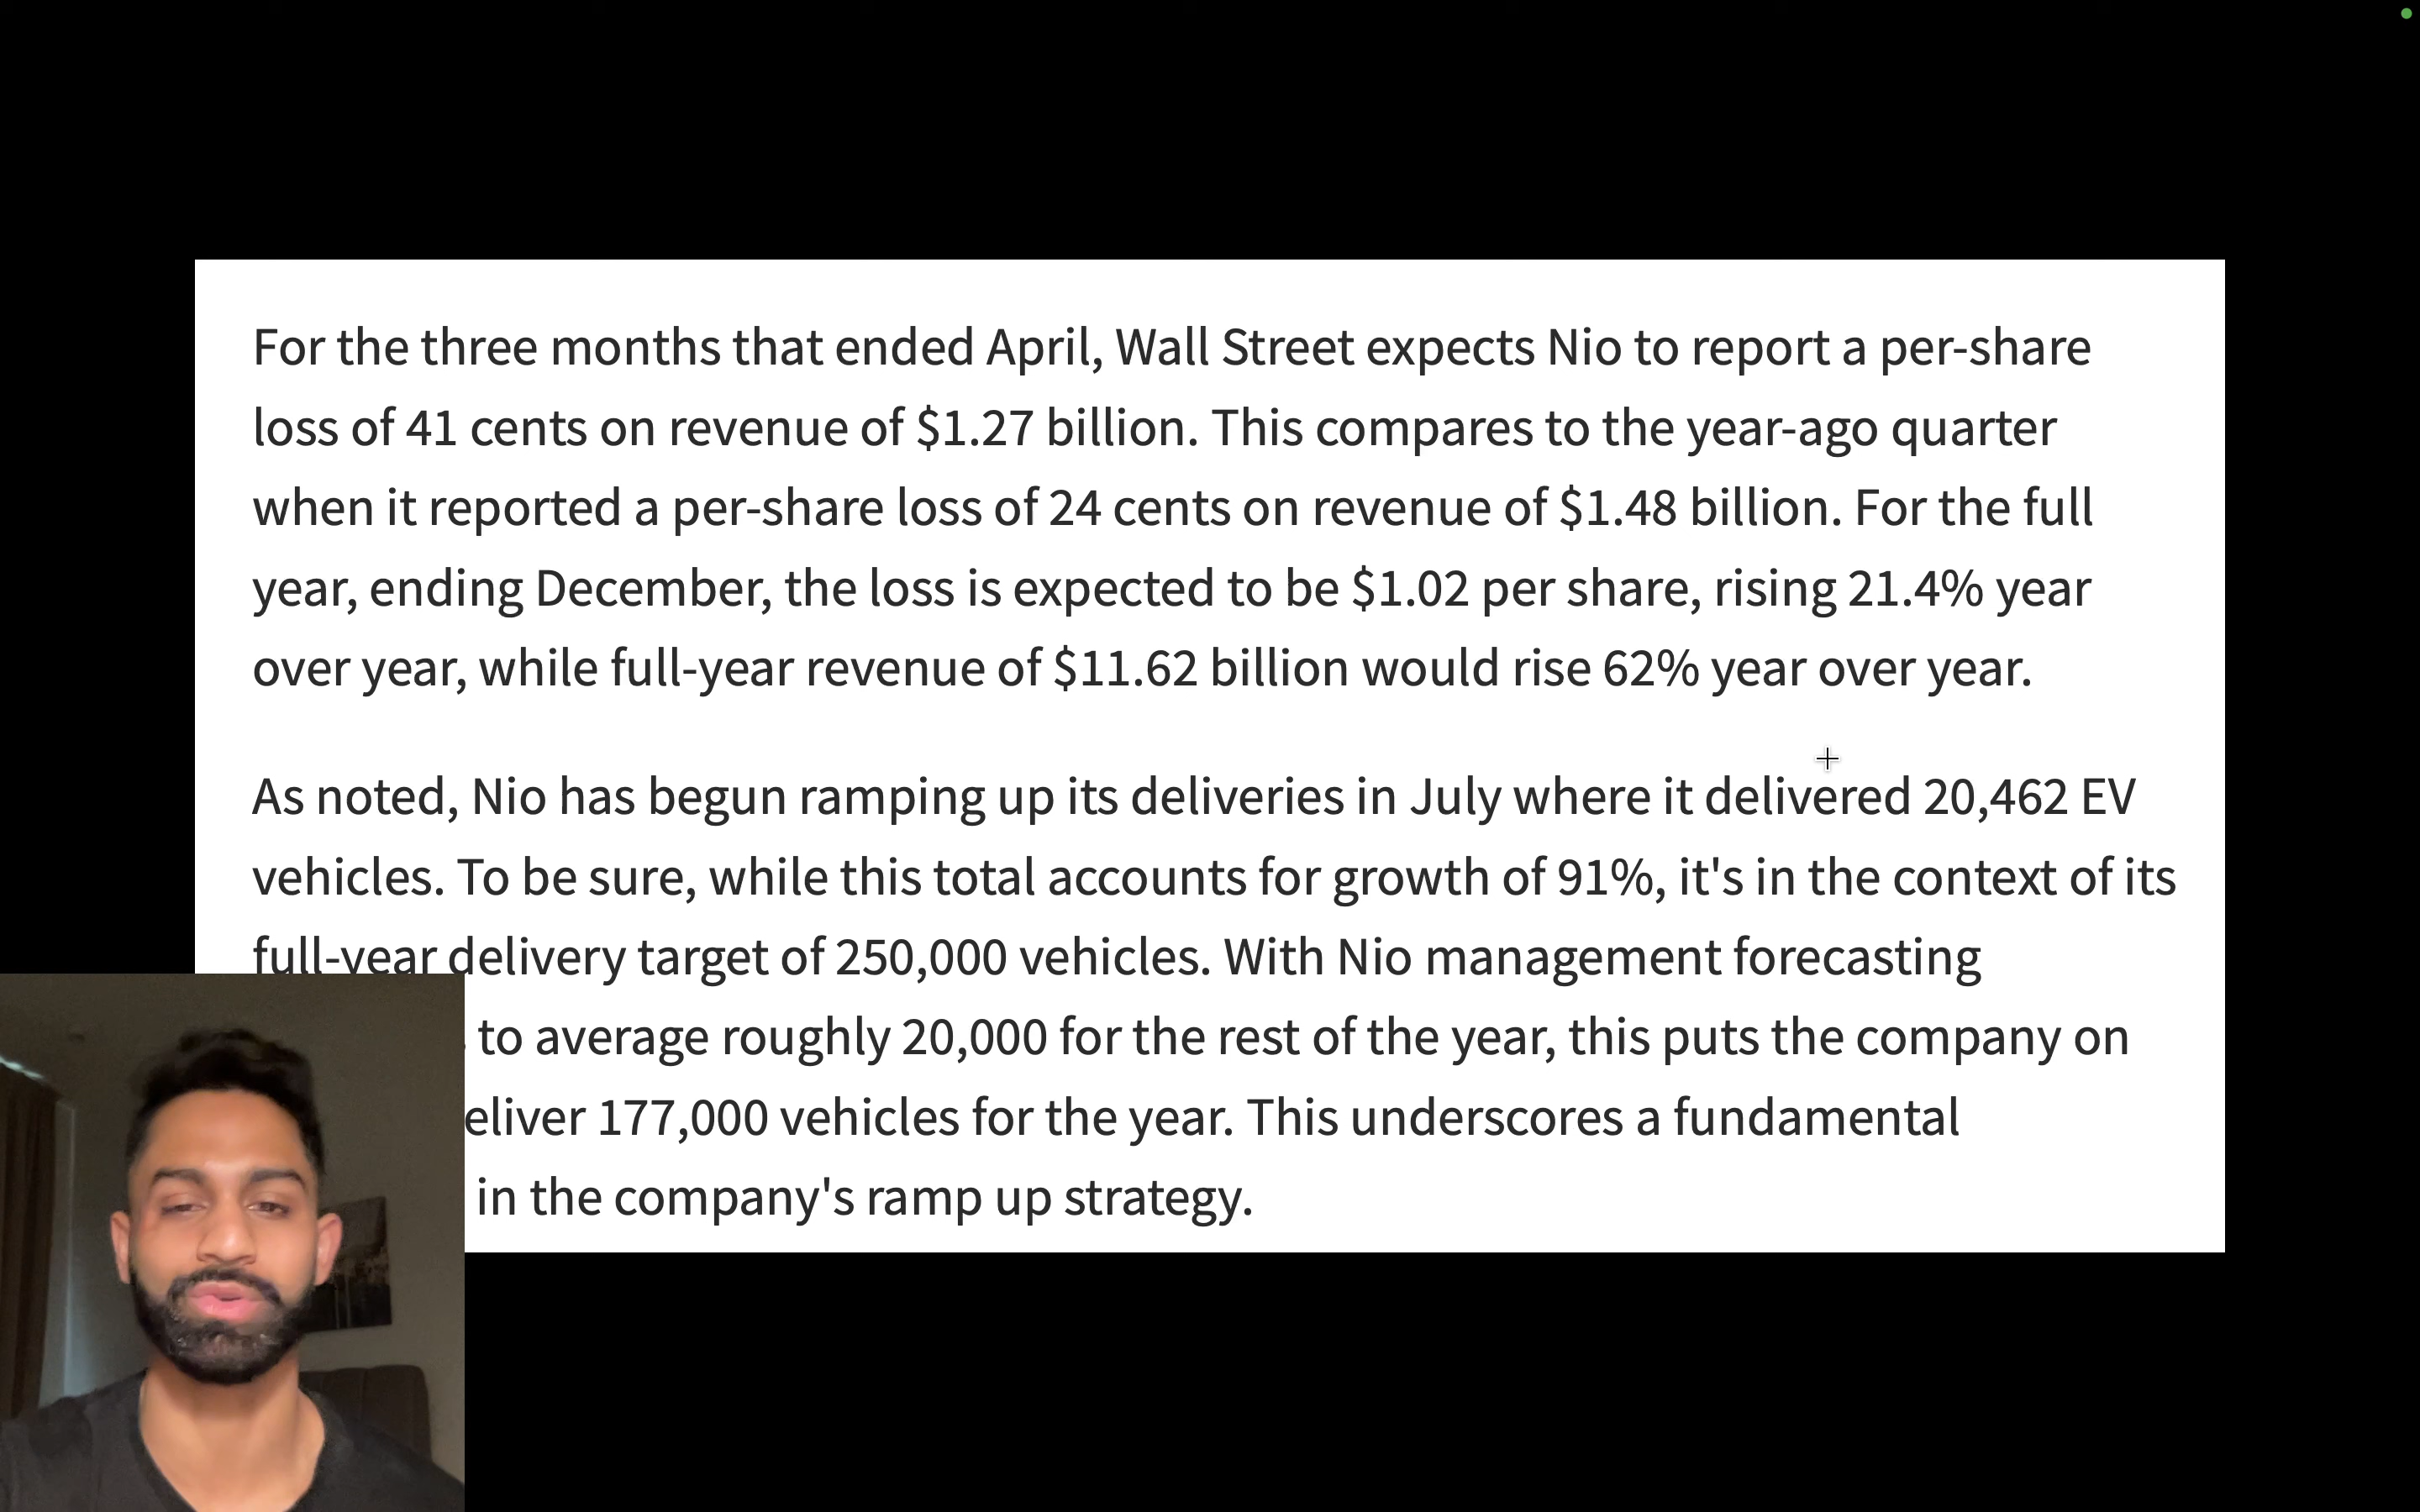 For the three months that ended April, Wall Street expects Nio to report a per-share
loss of 41 cents on revenue of $1.27 billion. This compares to the year-ago quarter
when it reported a per-share loss of 24 cents on revenue of $1.48 billion. For the full
year, ending December, the loss is expected to be $1.02 per share, rising 21.4% year
over year, while full-year revenue of $11.62 billion would rise 62% year over year.
As noted, Nio has begun ramping up its deliveries in July where it delivered 20,462 EV
vehicles. To be sure, while this total accounts for growth of 91%, it's in the context of its
full-year delivery target of 250,000 vehicles. With Nio management forecasting
to average roughly 20,000 for the rest of the year, this puts the company on
eliver 177,000 vehicles for the year. This underscores a fundamental
in the company's ramp up strategy.